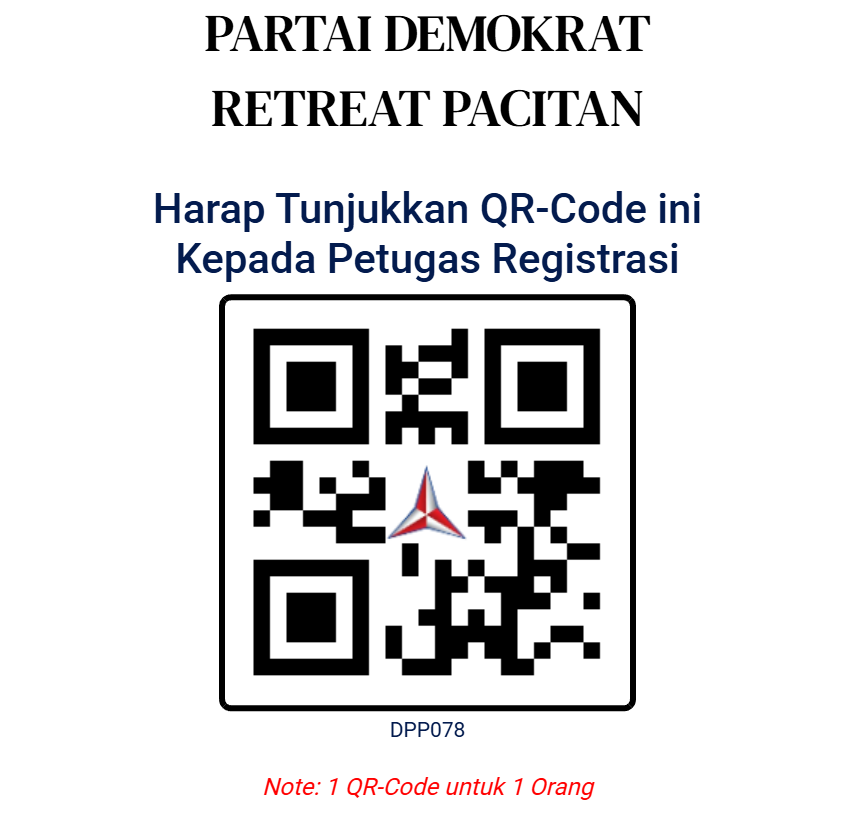 PARTAI DEMOKRAT
RETREAT PACITAN
Harap Tunjukkan QR-Code ini
Kepada Petugas Registrasi
DPP078
Note: 1 QR-Code untuk 1 Orang